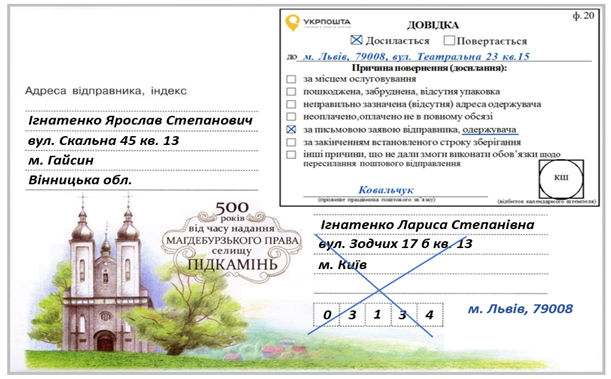 ф. 20
УКРПОШТА
ДОВІДКА
Досилається Повертається
до м. Львів, 79008, вул. Театральна 23 кв.15
Причина повернення (досилання):
за місцем ослуговування
пошкоджена, забруднена, відсутня упаковка
неправильно зазначена (відсутня) адреса одержувача
неоплачено,оплачено не в повному обсязі
за письмовою заявою відправника, одержувача
за закінченням встановленого строку зберігання
інші причини, що не дали змоги виконати обов'язки щодо
пересилання поштового відправлення
КШ
Ковальчук
(прізвище працівника поштового зв'язку)
(відбиток календарного штемпеля)
Адреса відправника, індекс
Ігнатенко Ярослав Степанович
вул. Скальна 45 кв. 13
м. Гайсин
Вінницька обл.
500
років
від часу надання
МАГДЕБУРЗЬКОГО ПРАВА
селищу
ПІДКАМІНЬ
Ігнатенко Лариса Степанівна
вул. Зодчих 17 б кв. 13
м. Київ
0 3 1 3 4
м. Львів, 79008